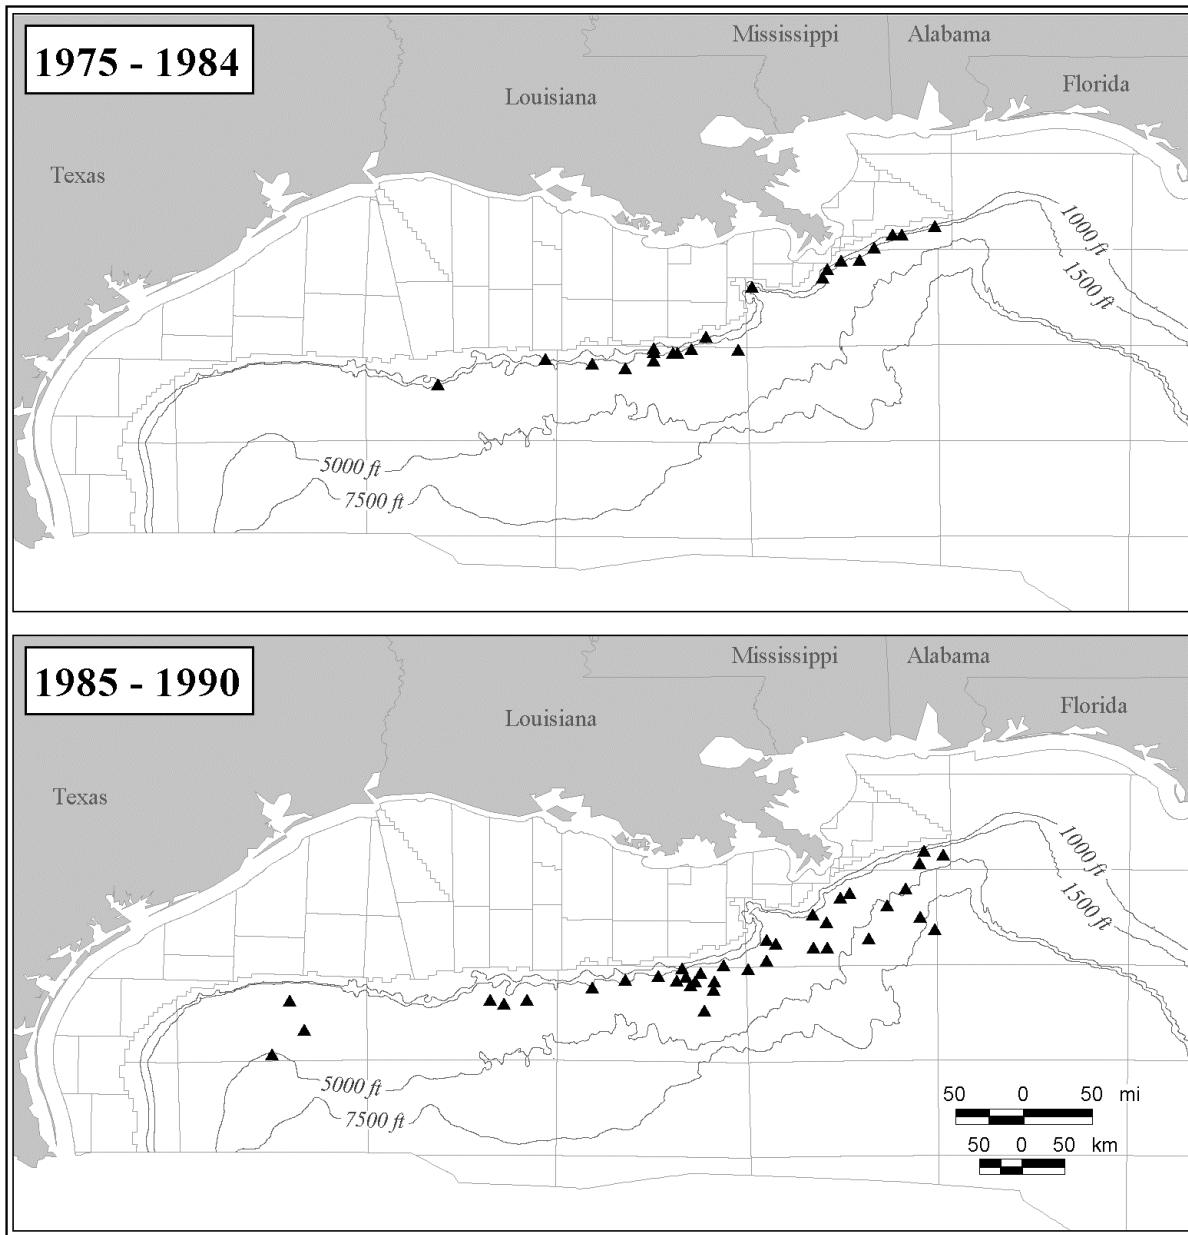 1975 - 1984
Mississippi
Alabama
Louisiana
Florida
Texas
1000 ft
1500 ft
5000 ft
7500 ft
1985 - 1990
Mississippi
Alabama
Louisiana
Florida
Texas
1000 ft
1500 ft
5000 ft
7500 ft
50 0 50 mi
50 0 50 km